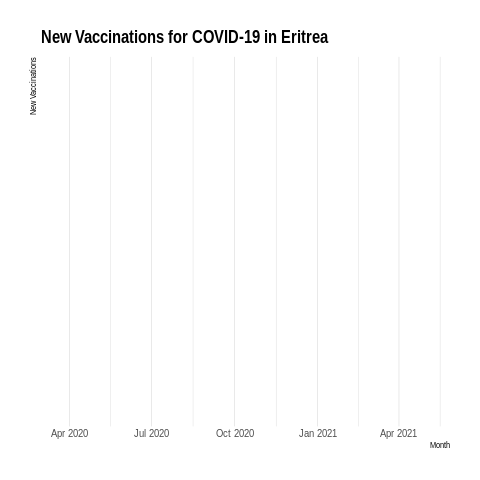 New Vaccinations for COVID-19 in Eritrea
New Vaccinations
Apr 2020
Jul 2020
Oct 2020
Jan 2021
Apr 2021
Month